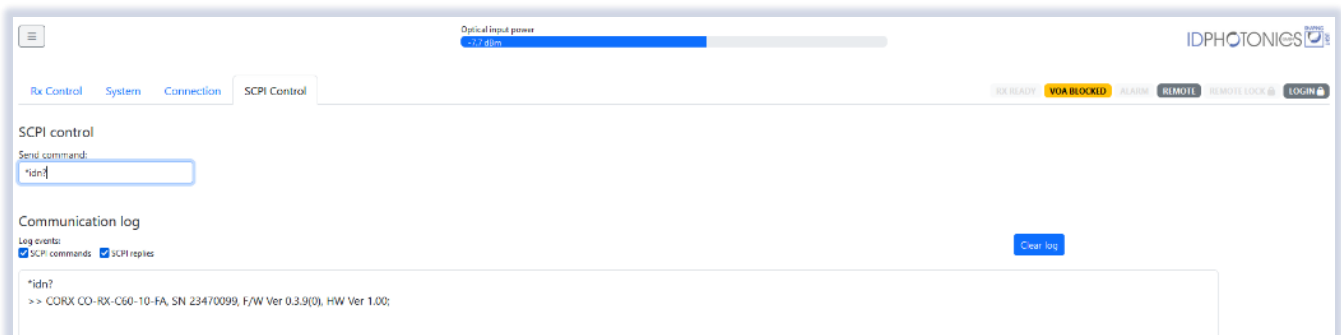 Optical input power
-7.7 dBm
IDPHOTONICS
Rx Control System Connection SCPI Control
RX READY VOA BLOCKED ALARM REMOTE REMOTE LOCK LOGIN
SCPI control
Send command:
*idn?
Communication log
Log events:
SCPI commands SCPI replies
Clear log
*idn?
>> CORX CO-RX-C60-10-FA, SN 23470099, F/W Ver 0.3.9(0), HW Ver 1.00;